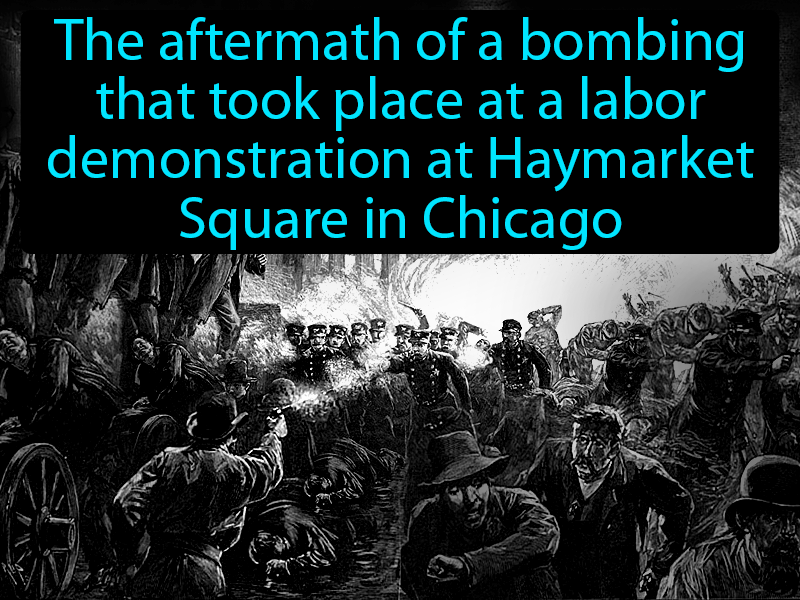 The aftermath of a bombing
that took place at a labor
demonstration at Haymarket
Square in Chicago